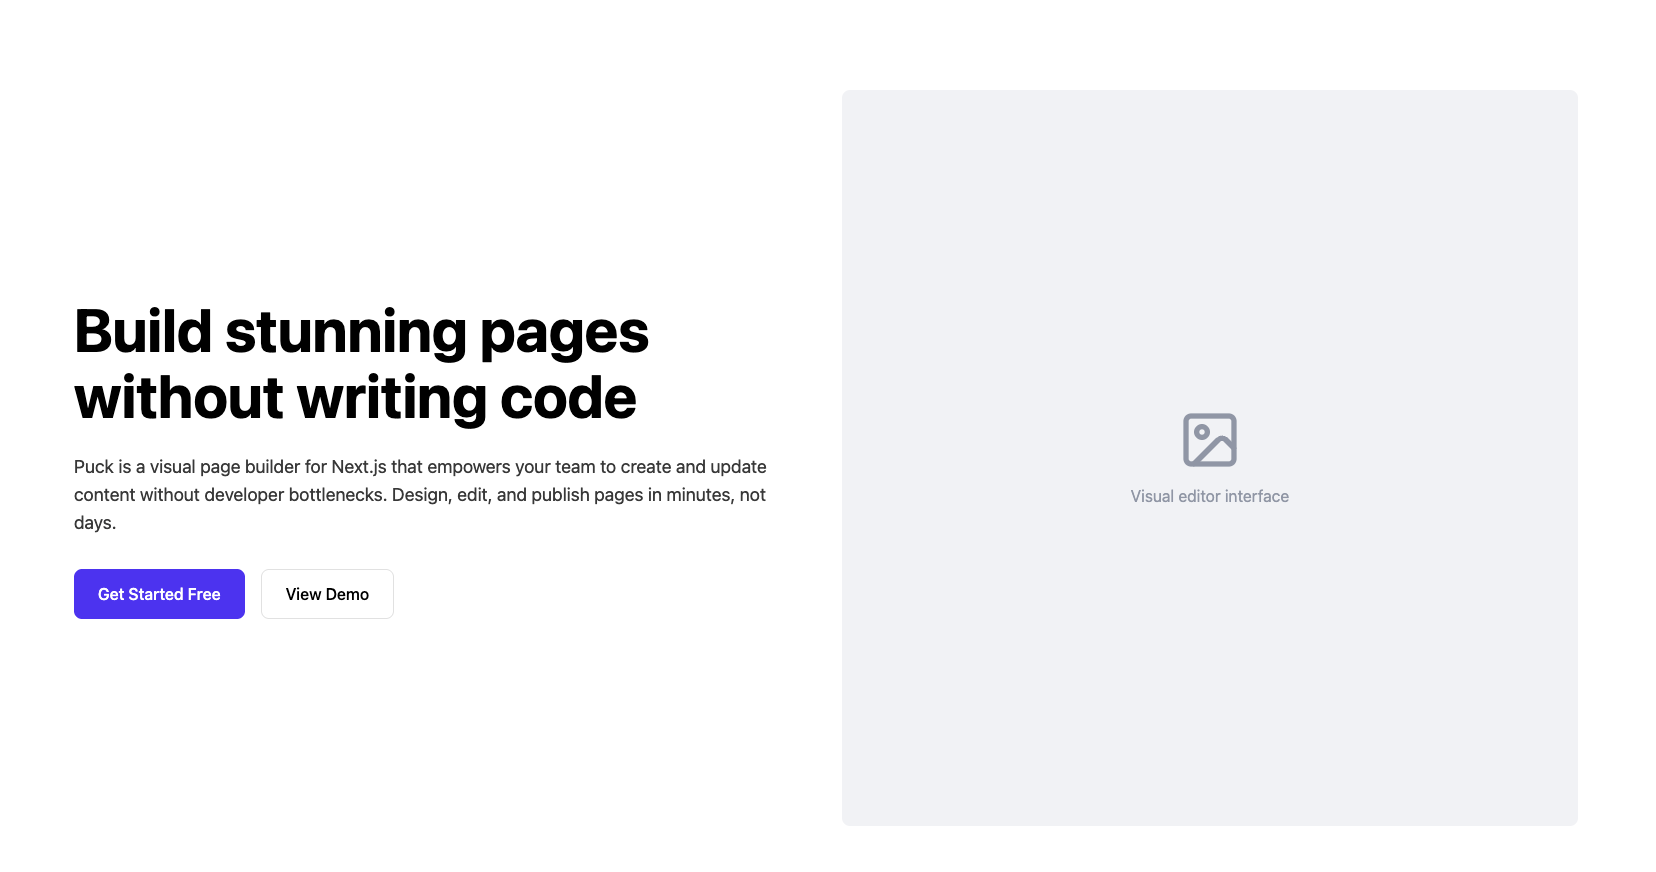 Build stunning pages
without writing code
Puck is a visual page builder for Next.js that empowers your team to create and update
content without developer bottlenecks. Design, edit, and publish pages in minutes, not
days.
Get Started Free
View Demo
Visual editor interface